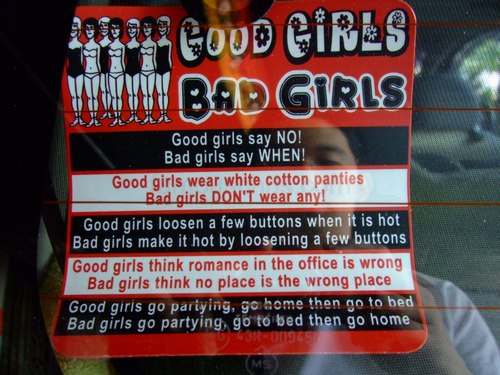 GOOD GIRLS
BAD GIRLS
Good girls say NO!
Bad girls say WHEN!
Good girls wear white cotton panties
Bad girls DON'T wear any!
Good girls loosen a few buttons when it is hot
Bad girls make it hot by loosening a few buttons
Good girls think romance in the office is wrong
Bad girls think no place is the wrong place
Good girls go partying, go home then go to bed
Bad girls go partying, go to bed then go home